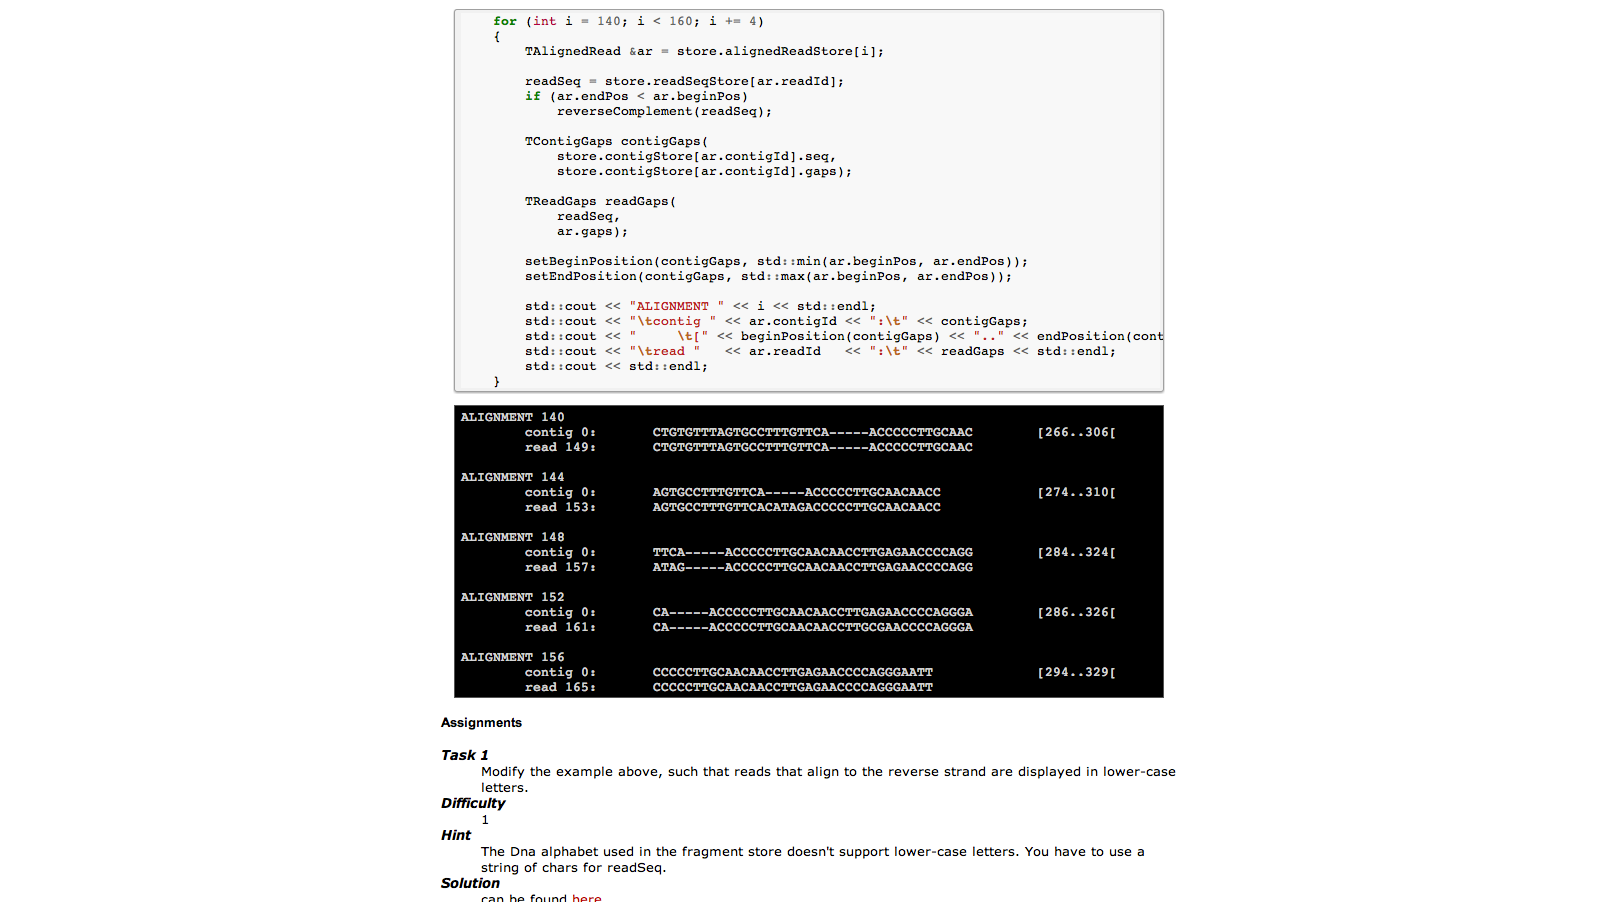 for (int i = 140; i < 160; i += 4)
{
    TAlignedRead &ar = store.alignedReadStore[i];
    readSeq = store.readSeqStore[ar.readId];
    if (ar.endPos < ar.beginPos)
        reverseComplement(readSeq);
    TContigGaps contigGaps(
        store.contigStore[ar.contigId].seq,
        store.contigStore[ar.contigId].gaps);
    TReadGaps readGaps(
        readSeq,
        ar.gaps);
    setBeginPosition(contigGaps, std::min(ar.beginPos, ar.endPos));
    setEndPosition(contigGaps, std::max(ar.beginPos, ar.endPos));
    std::cout << "ALIGNMENT " << i << std::endl;
    std::cout << "\tcontig " << ar.contigId << ":\t" << contigGaps;
    std::cout << "     \t[" << beginPosition(contigGaps) << ".." << endPosition(cont
    std::cout << "\tread "   << ar.readId   << ":\t" << readGaps << std::endl;
    std::cout << std::endl;
}
ALIGNMENT 140
contig 0: CTGTGTTTAGTGCCTTTGTTCA-----ACCCCCTTGCAAC [266..306[
read 149: CTGTGTTTAGTGCCTTTGTTCA-----ACCCCCTTGCAAC
ALIGNMENT 144
contig 0: AGTGCCTTTGTTCA-----ACCCCCTTGCAACAACC [274..310[
read 153: AGTGCCTTTGTTCACATAGACCCCCTTGCAACAACC
ALIGNMENT 148
contig 0: TTCA-----ACCCCCTTGCAACAACCTTGAGAACCCCAGG [284..324[
read 157: ATAG-----ACCCCCTTGCAACAACCTTGAGAACCCCAGG
ALIGNMENT 152
contig 0: CA-----ACCCCCTTGCAACAACCTTGAGAACCCCAGGGA [286..326[
read 161: CA-----ACCCCCTTGCAACAACCTTGCGAACCCCAGGGA
ALIGNMENT 156
contig 0: CCCCCTTGCAACAACCTTGAGAACCCCAGGGAATT [294..329[
read 165: CCCCCTTGCAACAACCTTGAGAACCCCAGGGAATT
Assignments
Task 1
Modify the example above, such that reads that align to the reverse strand are displayed in lower-case
letters.
Difficulty
1
Hint
The Dna alphabet used in the fragment store doesn't support lower-case letters. You have to use a
string of chars for readSeq.
Solution
can be found here